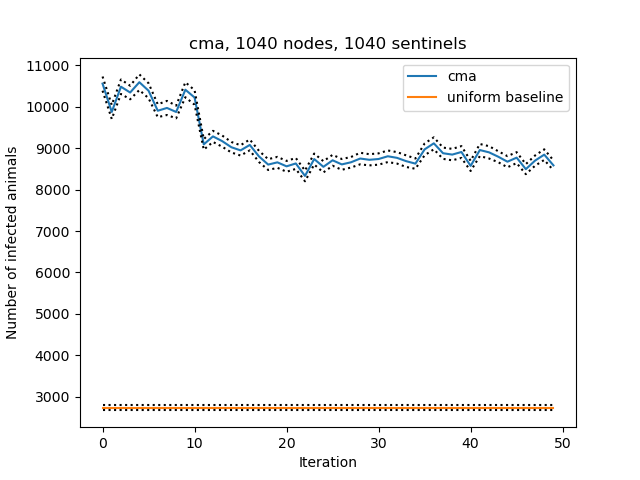 cma, 1040 nodes, 1040 sentinels
11000
10000
9000
8000
7000
6000
5000
4000
3000
Number of infected animals
cma
uniform baseline
0 10 20 30 40 50
Iteration